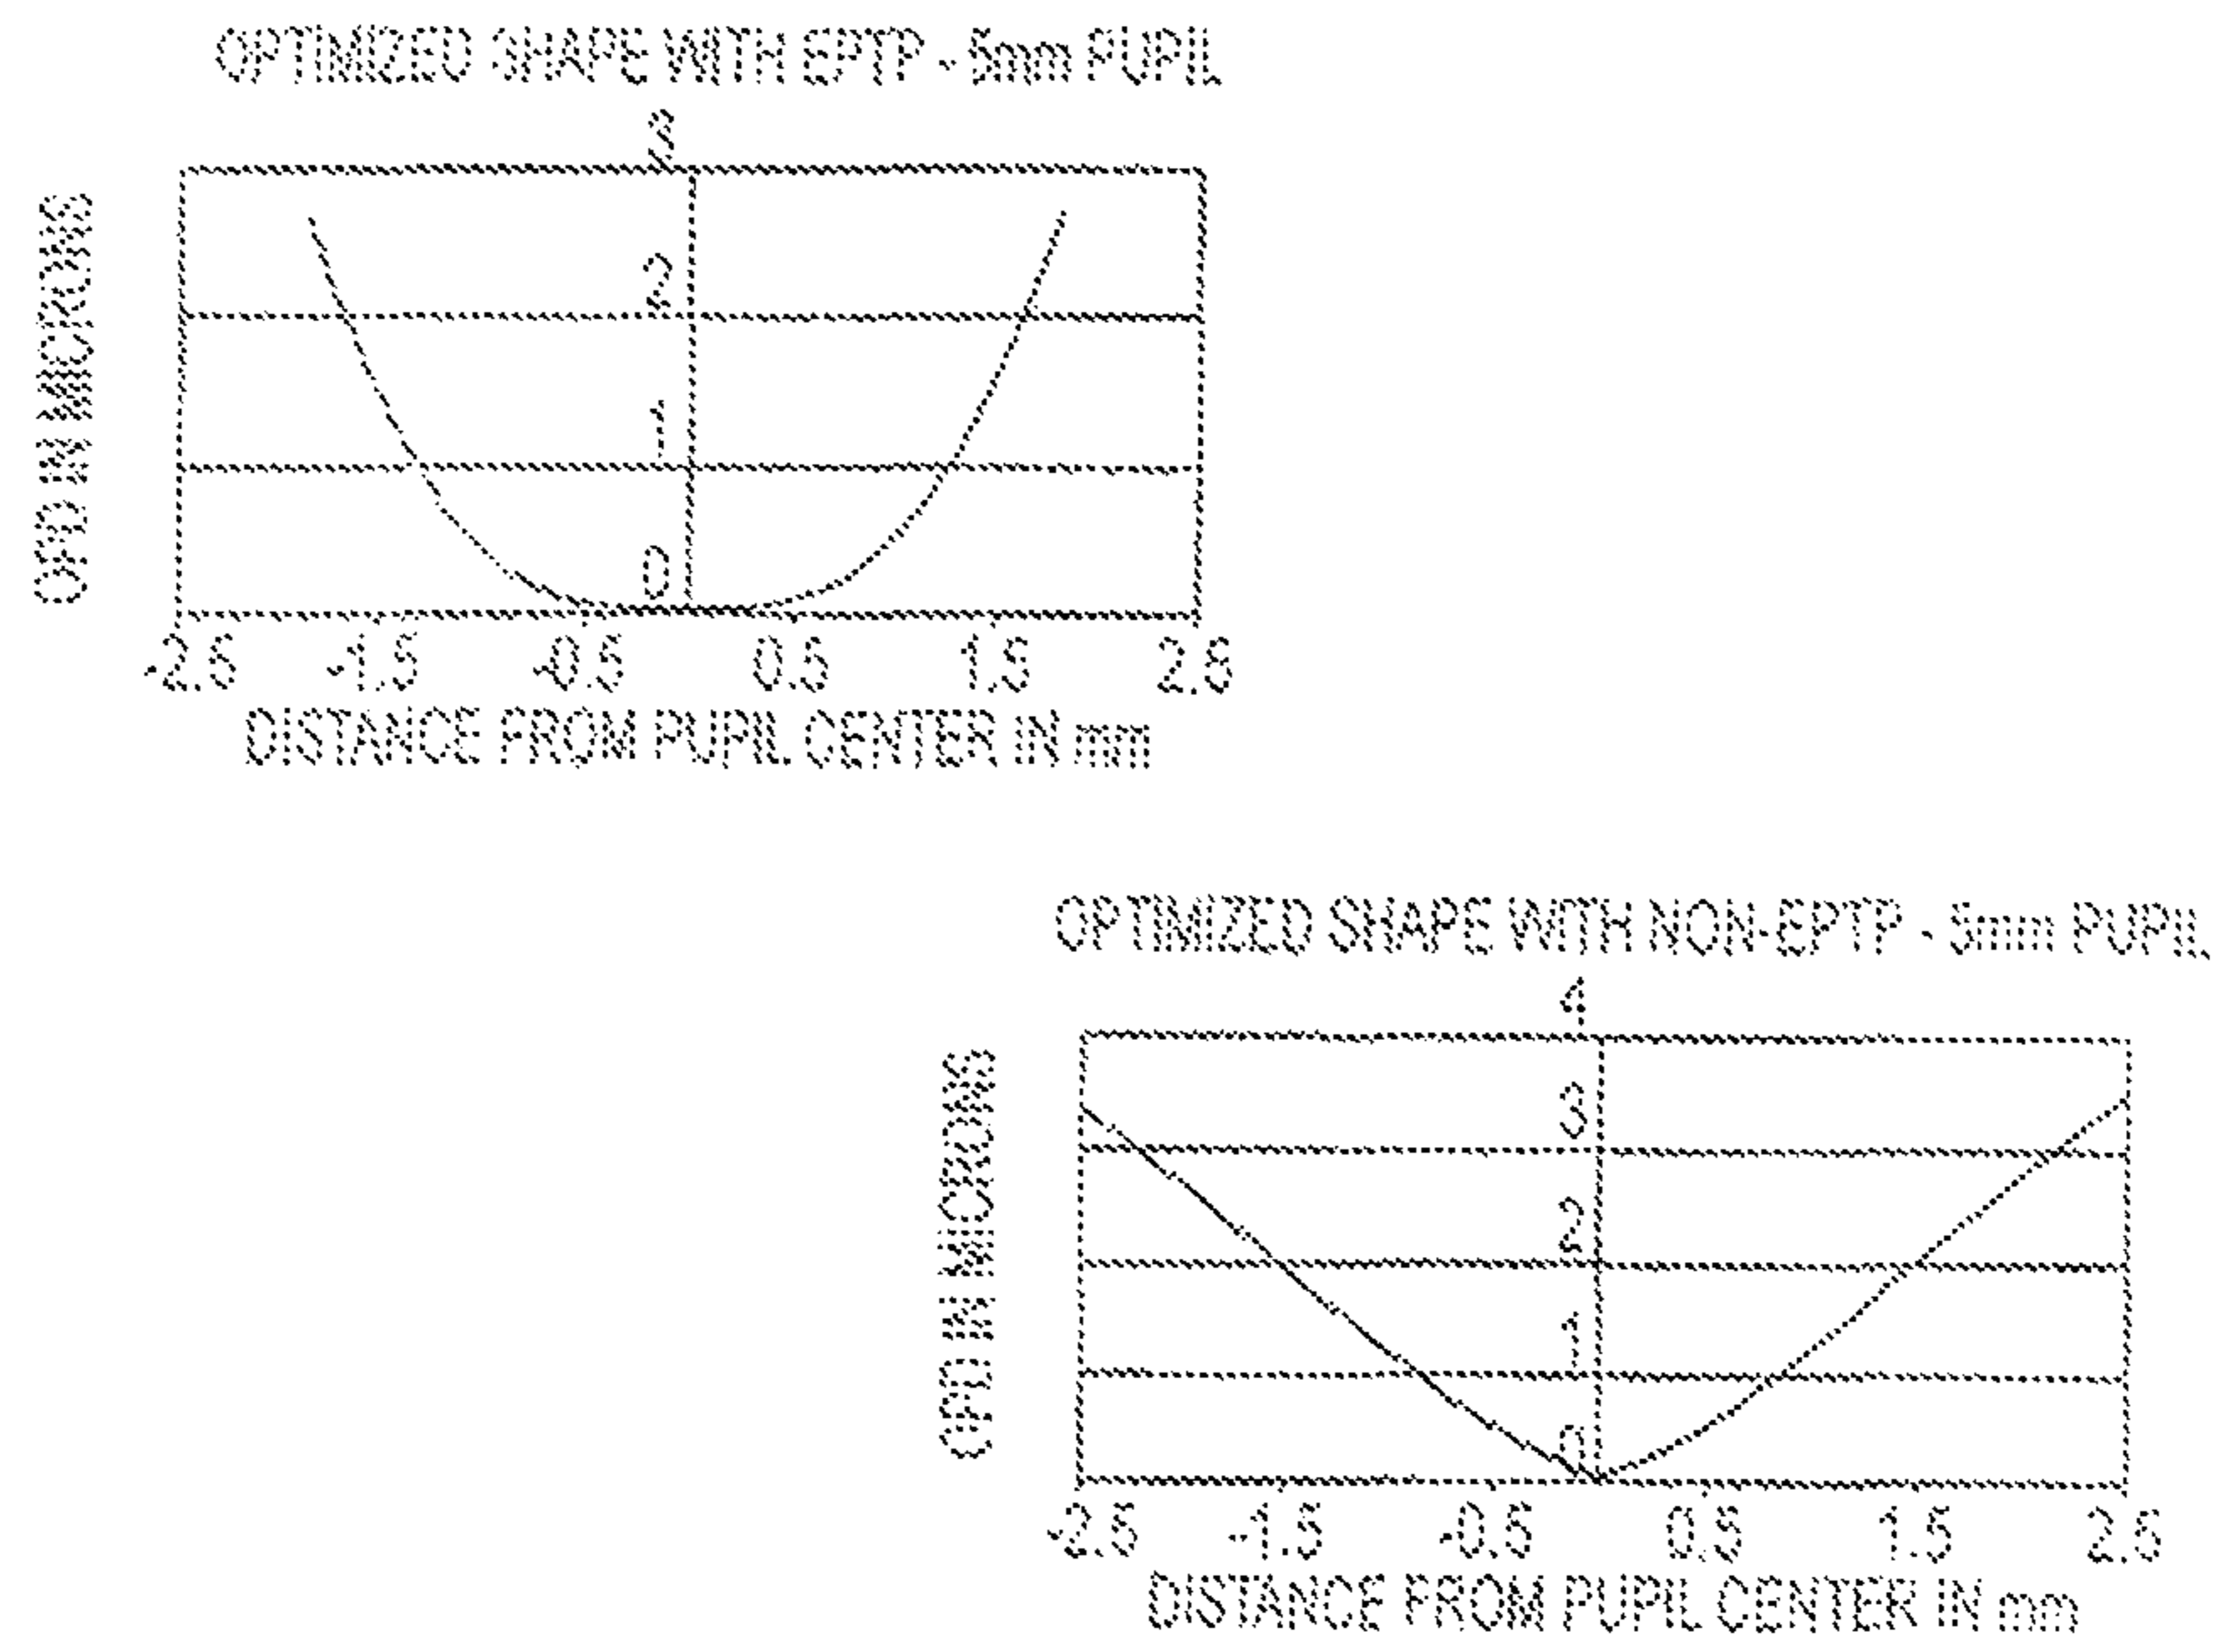 OPTIMIZED SHAPE WITH EPTP - 5mm PUPIL
3
2
1
0
OPD IN MICRONS
-2.5 -1.5 -0.5 0.5 1.5 2.5
DISTANCE FROM PUPIL CENTER IN mm
OPTIMIZED SHAPE WITH NON-EPTP - 5mm PUPIL
4
3
2
1
0
OPD IN MICRONS
-2.5 -1.5 -0.5 0.5 1.5 2.5
DISTANCE FROM PUPIL CENTER IN mm